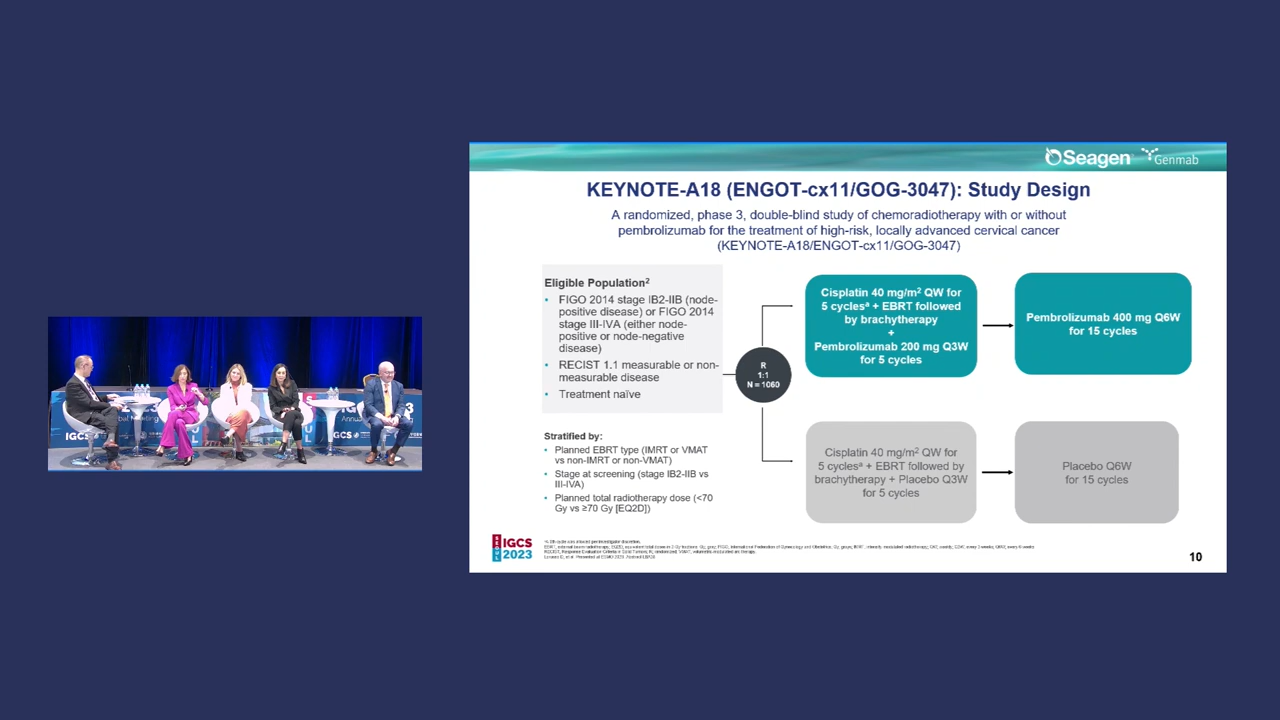 Seagen
Genmab
KEYNOTE-A18 (ENGOT-cx11/GOG-3047): Study Design
A randomized, phase 3, double-blind study of chemoradiotherapy with or without
pembrolizumab for the treatment of high-risk, locally advanced cervical cancer
(KEYNOTE-A18/ENGOT-cx11/GOG-3047)
Eligible Population²
• FIGO 2014 stage IB2-IIB (node-
positive disease) or FIGO 2014
stage III-IVA (either node-
positive or node-negative
disease)
• RECIST 1.1 measurable or non-
measurable disease
• Treatment naïve
Stratified by:
• Planned EBRT type (IMRT or VMAT
vs non-IMRT or non-VMAT)
• Stage at screening (stage IB2-IIB vs
III-IVA)
• Planned total radiotherapy dose (<70
Gy vs ≥70 Gy [EQ2D])
R
1:1
N = 1060
Cisplatin 40 mg/m² QW for
5 cyclesᵃ + EBRT followed
by brachytherapy
+
Pembrolizumab 200 mg Q3W
for 5 cycles
Pembrolizumab 400 mg Q6W
for 15 cycles
Cisplatin 40 mg/m² QW for
5 cyclesᵃ + EBRT followed by
brachytherapy + Placebo Q3W
for 5 cycles
Placebo Q6W
for 15 cycles
IGCS
2023
10
IGCS
IGCS